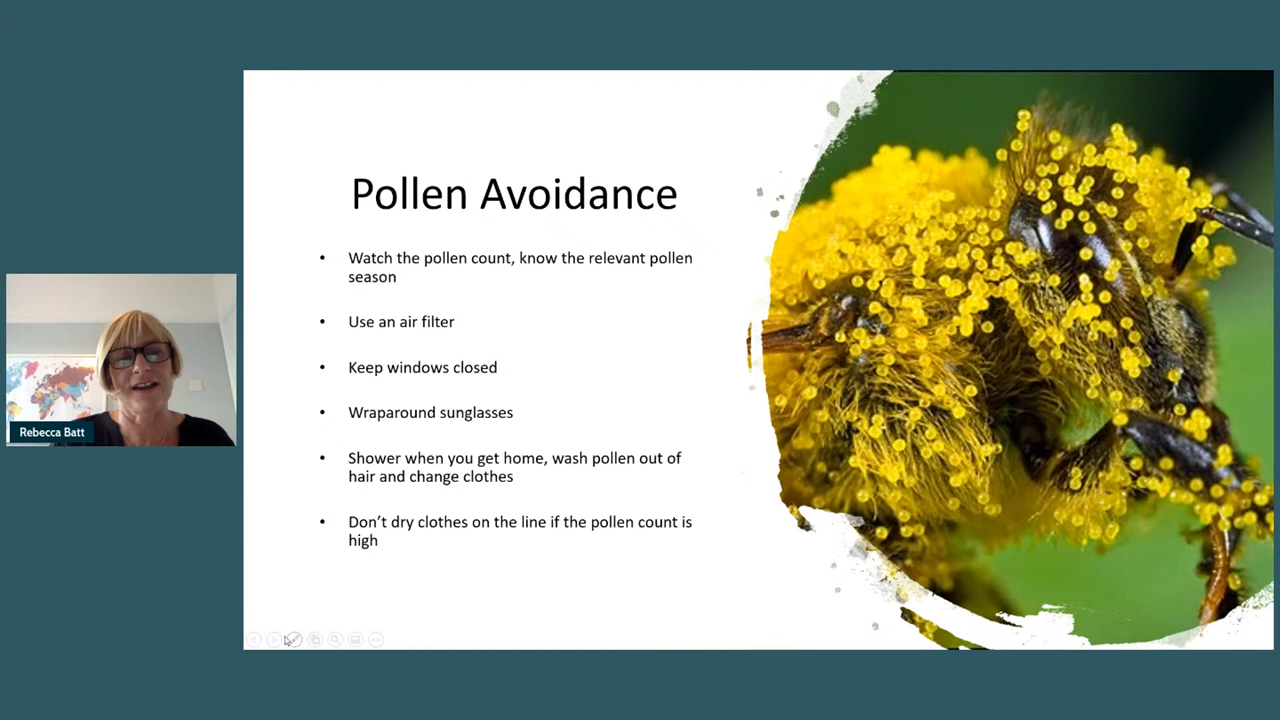 Pollen Avoidance
• Watch the pollen count, know the relevant pollen
season
• Use an air filter
• Keep windows closed
• Wraparound sunglasses
• Shower when you get home, wash pollen out of
hair and change clothes
• Don’t dry clothes on the line if the pollen count is
high
Rebecca Batt